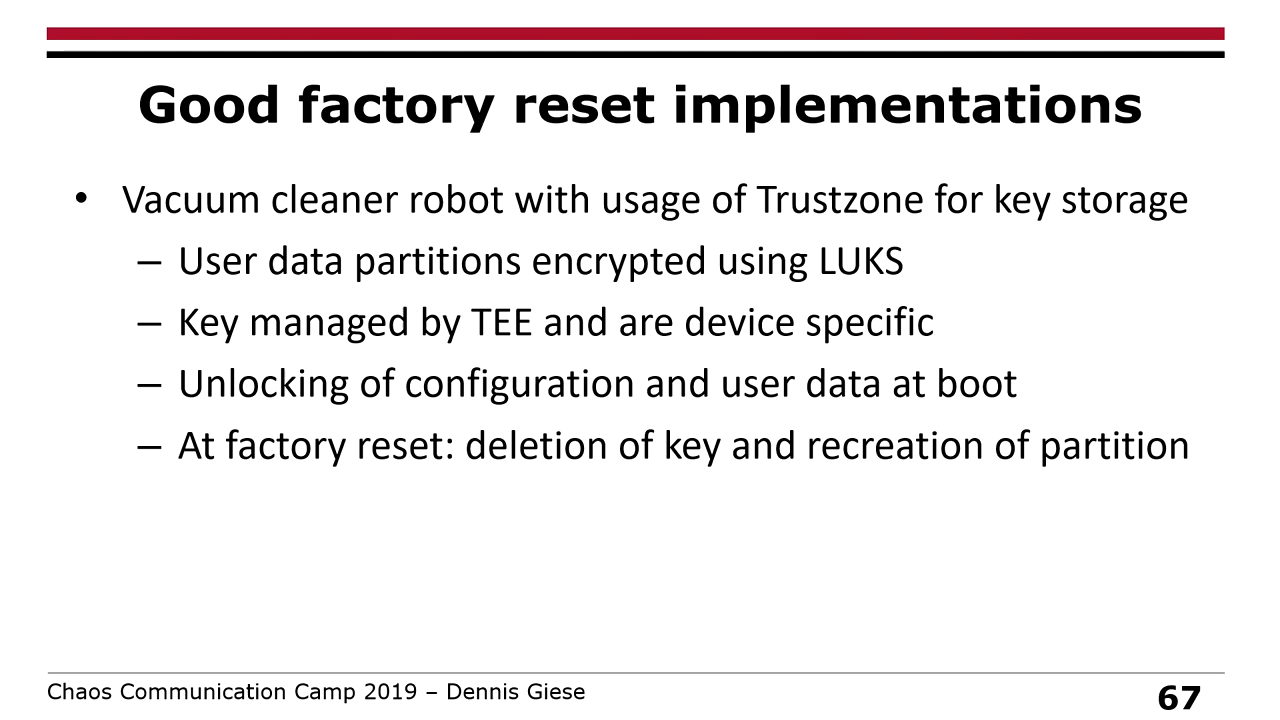 Good factory reset implementations
• Vacuum cleaner robot with usage of Trustzone for key storage
– User data partitions encrypted using LUKS
– Key managed by TEE and are device specific
– Unlocking of configuration and user data at boot
– At factory reset: deletion of key and recreation of partition
Chaos Communication Camp 2019 – Dennis Giese
67